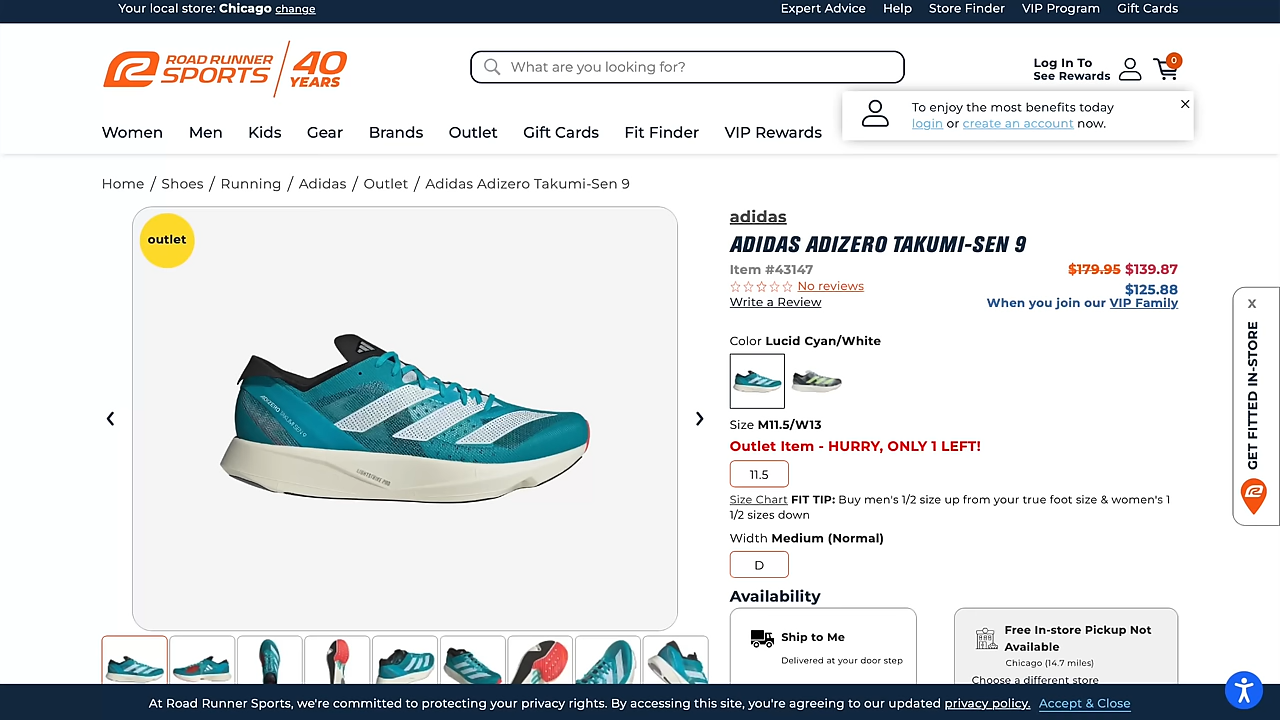 Your local store: Chicago change
Expert Advice Help Store Finder VIP Program Gift Cards
ROAD RUNNER SPORTS 40 YEARS
What are you looking for?
Log In To
See Rewards
0
To enjoy the most benefits today
login or create an account now.
Women Men Kids Gear Brands Outlet Gift Cards Fit Finder VIP Rewards
Home / Shoes / Running / Adidas / Outlet / Adidas Adizero Takumi-Sen 9
outlet
ADIZERO TAKUMI SEN 9
LIGHTSTRIKE PRO
adidas
ADIDAS ADIZERO TAKUMI-SEN 9
Item #43147
$179.95 $139.87
No reviews
$125.88
Write a Review
When you join our VIP Family
Color Lucid Cyan/White
Size M11.5/W13
Outlet Item - HURRY, ONLY 1 LEFT!
11.5
Size Chart FIT TIP: Buy men's 1/2 size up from your true foot size & women's 1
1/2 sizes down
Width Medium (Normal)
D
Availability
Ship to Me
Delivered at your door step
Free In-store Pickup Not
Available
Chicago (14.7 miles)
Choose a different store
X
GET FITTED IN-STORE
At Road Runner Sports, we're committed to protecting your privacy rights. By accessing this site, you're agreeing to our updated privacy policy. Accept & Close